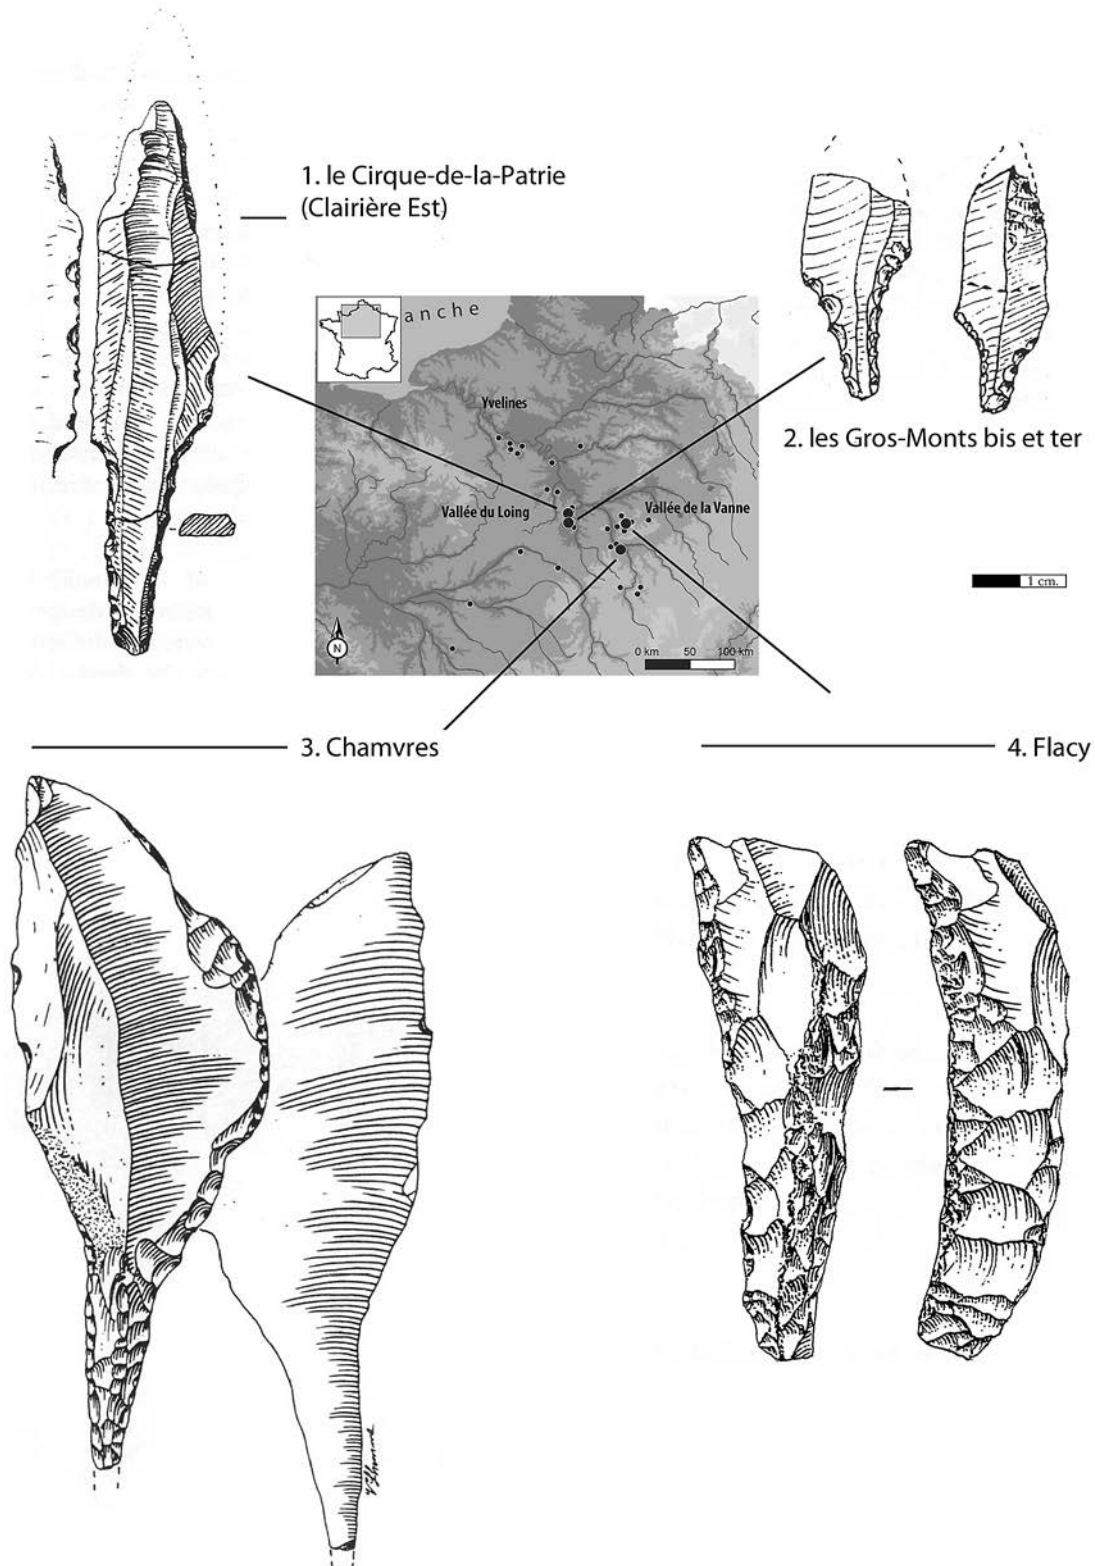 1. le Cirque-de-la-Patrie
(Clairière Est)
anche
Yvelines
Vallée du Loing
Vallée de la Vanne
N
0 km 50 100 km
2. les Gros-Monts bis et ter
1 cm.
3. Chamvres
4. Flacy